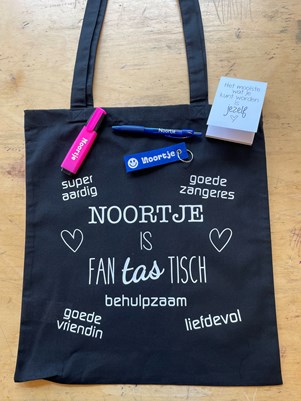 Het mooiste
wat je
kunt worden
is
jezelf
Noortje
Noortje
Noortje
super
aardig
goede
zangeres
NOORTJE
IS
FAN tas TISCH
behulpzaam
goede
vriendin
liefdevol